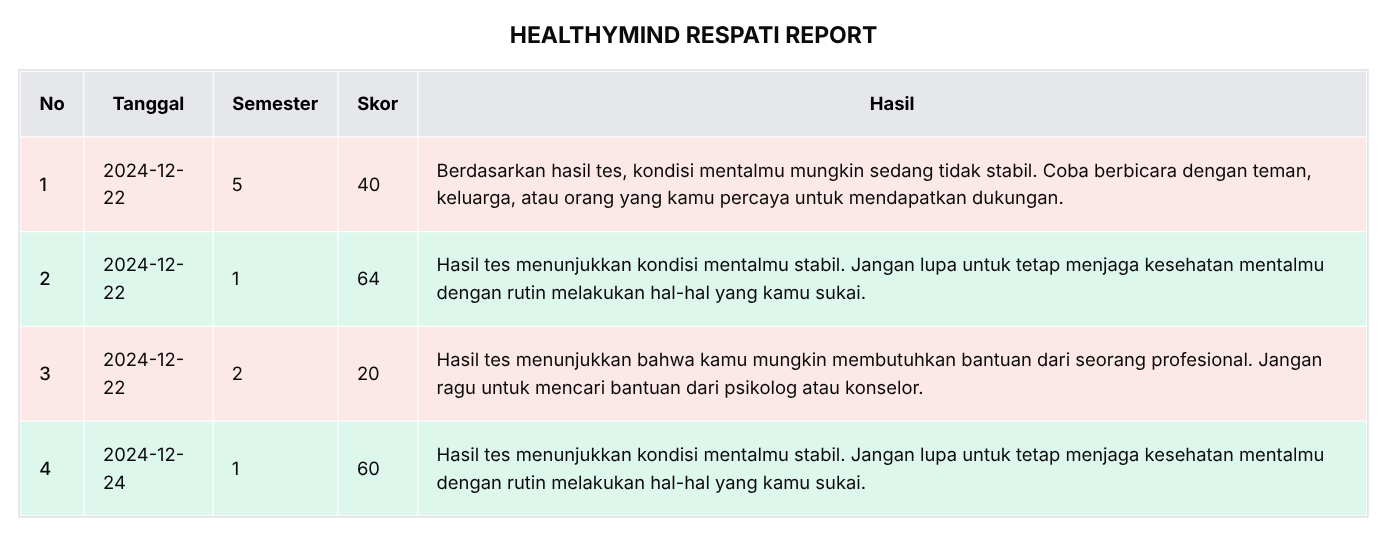 HEALTHYMIND RESPATI REPORT
No Tanggal Semester Skor Hasil
1 2024-12-22 5 40 Berdasarkan hasil tes, kondisi mentalmu mungkin sedang tidak stabil. Coba berbicara dengan teman,
keluarga, atau orang yang kamu percaya untuk mendapatkan dukungan.
2 2024-12-22 1 64 Hasil tes menunjukkan kondisi mentalmu stabil. Jangan lupa untuk tetap menjaga kesehatan mentalmu
dengan rutin melakukan hal-hal yang kamu sukai.
3 2024-12-22 2 20 Hasil tes menunjukkan bahwa kamu mungkin membutuhkan bantuan dari seorang profesional. Jangan
ragu untuk mencari bantuan dari psikolog atau konselor.
4 2024-12-24 1 60 Hasil tes menunjukkan kondisi mentalmu stabil. Jangan lupa untuk tetap menjaga kesehatan mentalmu
dengan rutin melakukan hal-hal yang kamu sukai.